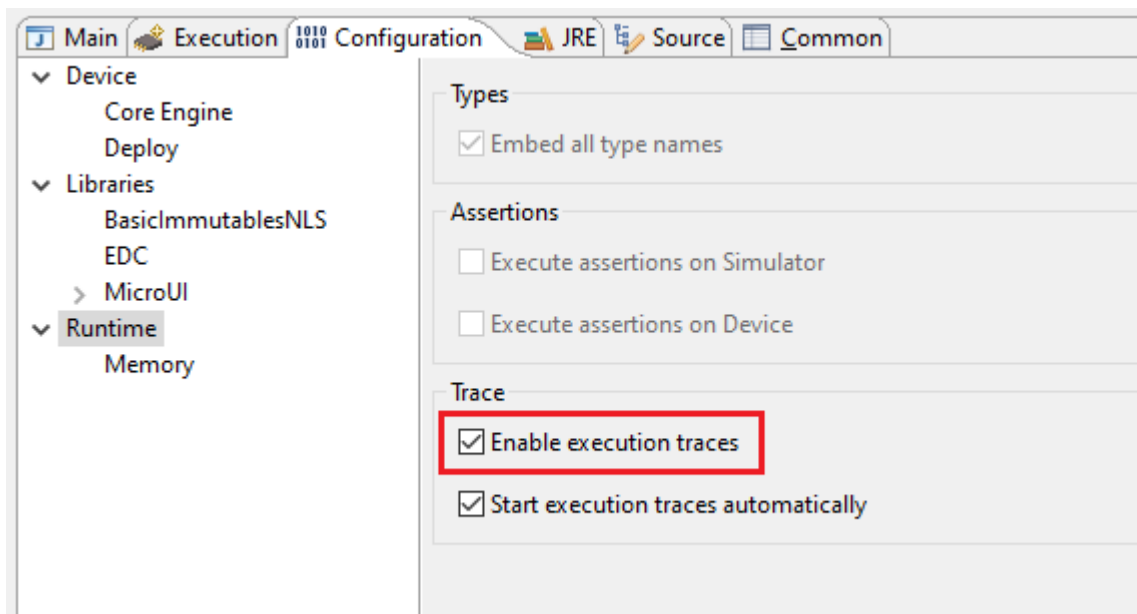 Main Execution Configuration JRE Source Common
Device
Core Engine
Deploy
Libraries
BasicImmutablesNLS
EDC
MicroUI
Runtime
Memory
Types
Embed all type names
Assertions
Execute assertions on Simulator
Execute assertions on Device
Trace
Enable execution traces
Start execution traces automatically